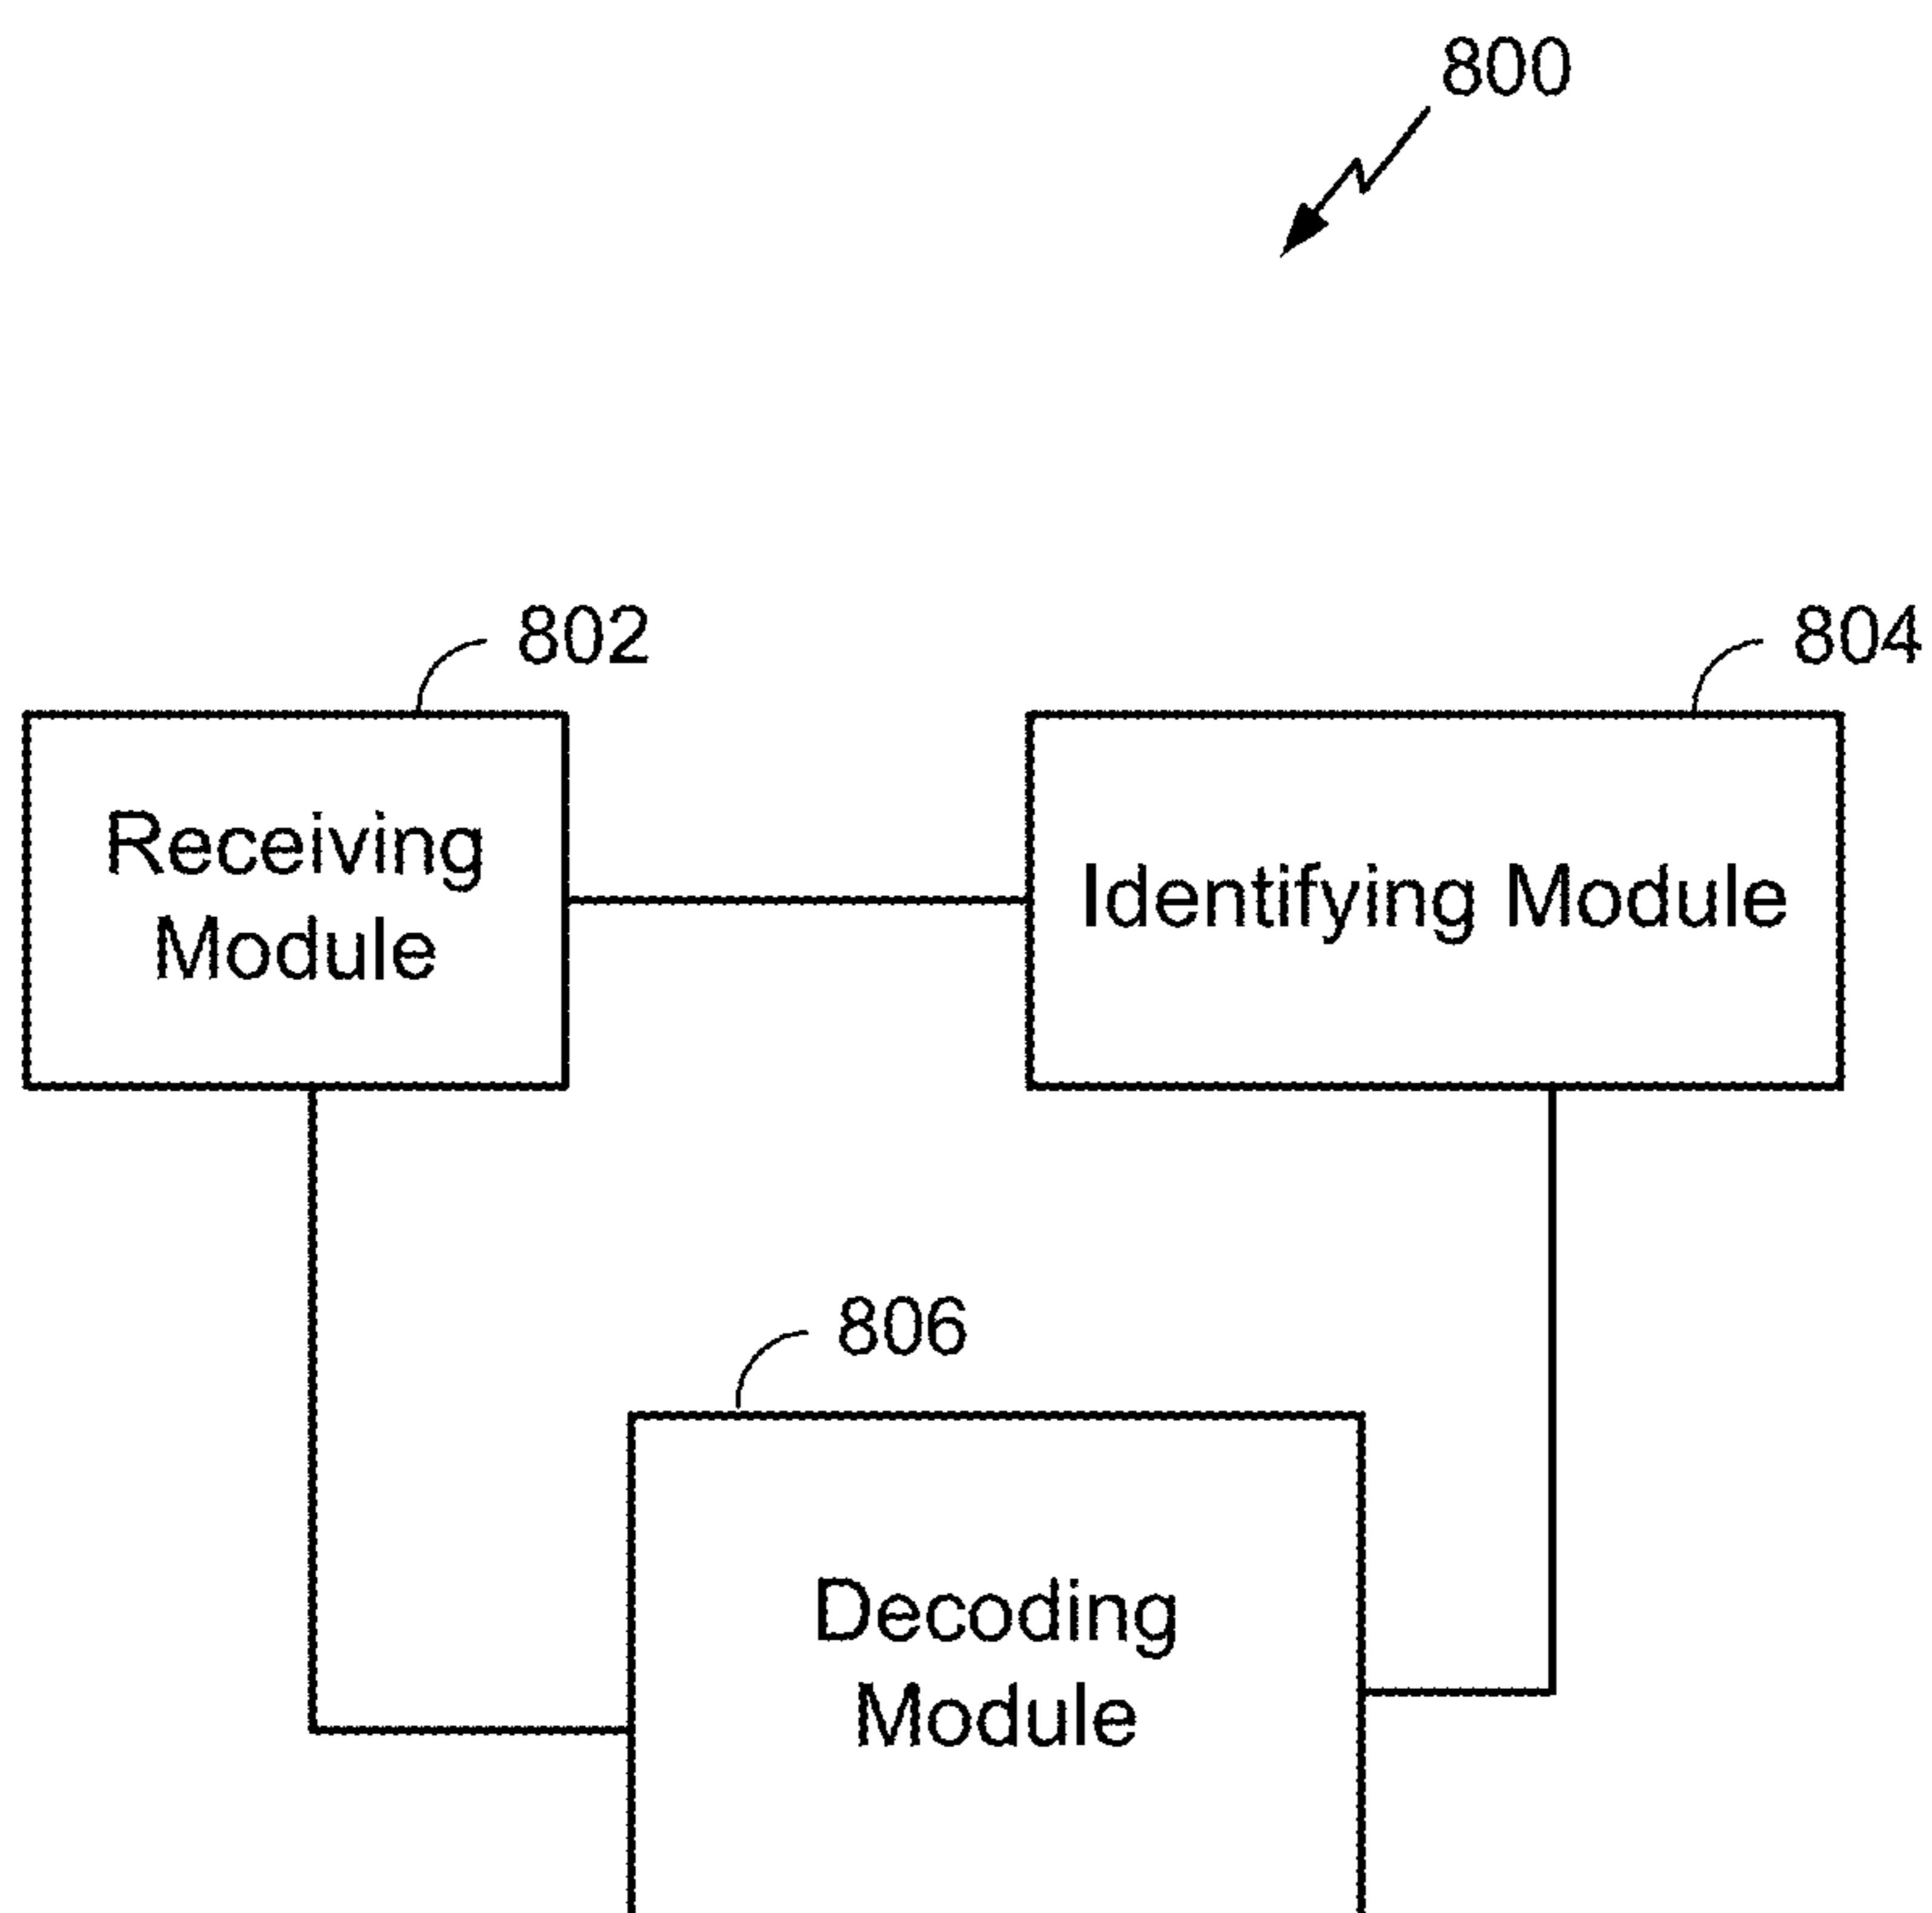 800
802
804
Receiving
Module
Identifying Module
806
Decoding
Module